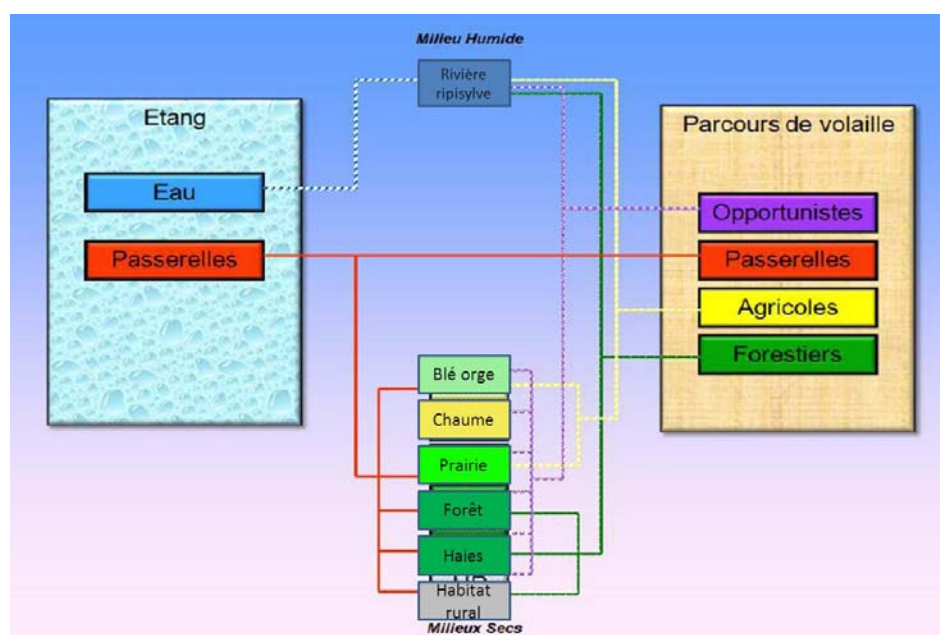 Milieu Humide
Rivière
ripisylve
Etang
Eau
Passerelles
Parcours de volaille
Opportunistes
Passerelles
Agricoles
Forestiers
Blé orge
Chaume
Prairie
Forêt
Haies
Habitat
rural
Milieux Secs